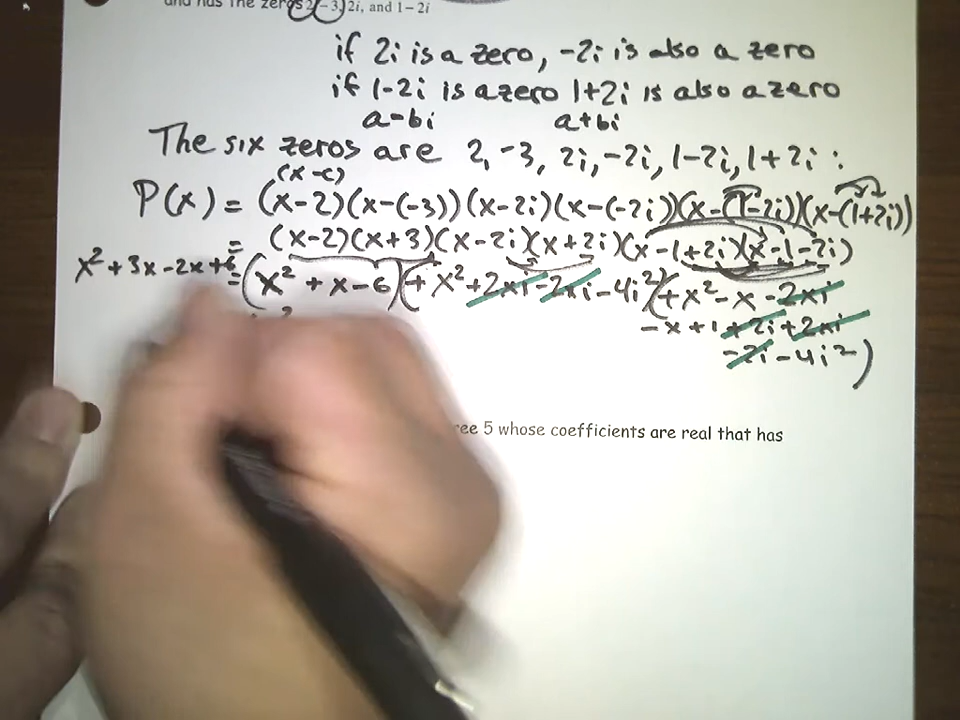 and has the zeros 2, -3, 2i, and 1 - 2i
if 2i is a zero, -2i is also a zero
if 1-2i is a zero 1+2i is also a zero
a-bi a+bi
The six zeros are 2, -3, 2i, -2i, 1-2i, 1+2i :
(x-c)
P(x) = (x-2)(x-(-3))(x-2i)(x-(-2i))(x-(1-2i))(x-(1+2i))
= (x-2)(x+3)(x-2i)(x+2i)(x-1+2i)(x-1-2i)
x²+3x-2x+6
= (x²+x-6)(+x²+2xi-2xi-4i²)(+x²-x-2xi
-x+1+2i+2xi
-2i-4i²)
ree 5 whose coefficients are real that has